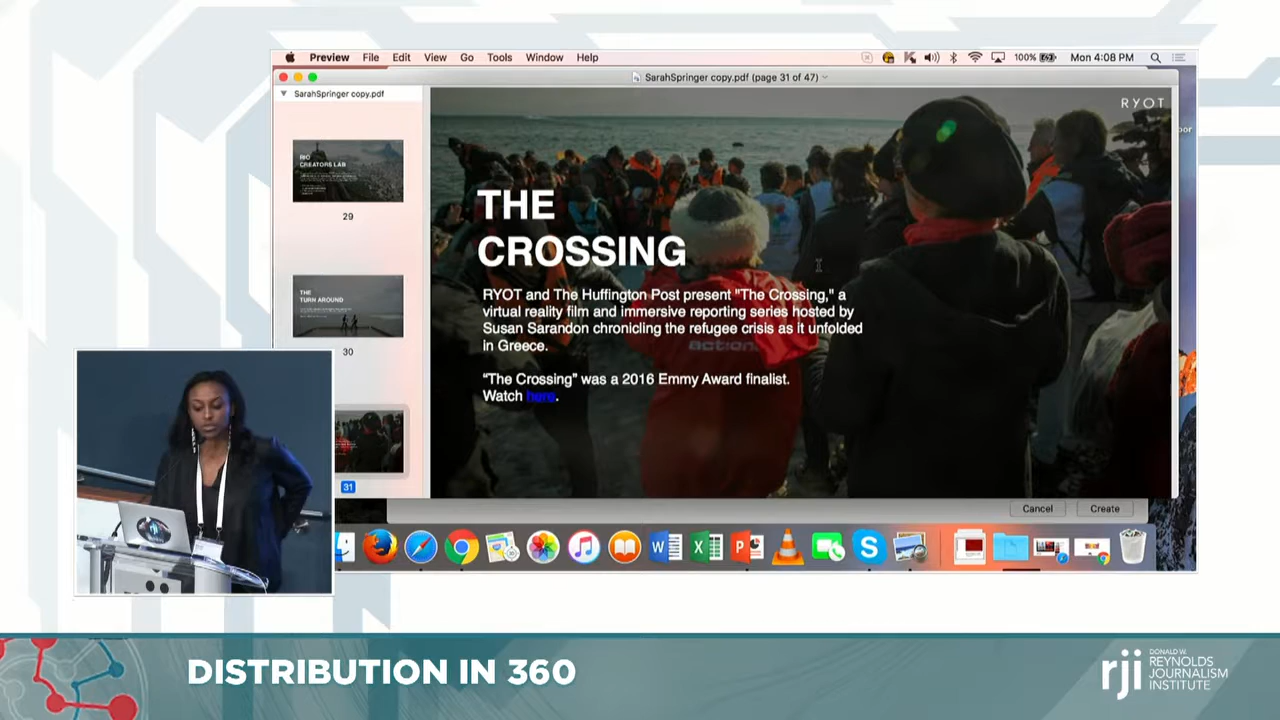 Preview File Edit View Go Tools Window Help 100% Mon 4:08 PM
SarahSpringer copy.pdf (page 31 of 47)
SarahSpringer copy.pdf
RIO
CREATORS LAB
29
THE
TURN AROUND
30
31
RYOT
THE
CROSSING
RYOT and The Huffington Post present "The Crossing," a
virtual reality film and immersive reporting series hosted by
Susan Sarandon chronicling the refugee crisis as it unfolded
in Greece.
“The Crossing” was a 2016 Emmy Award finalist.
Watch here.
action
Cancel Create
DISTRIBUTION IN 360
rji
DONALD W.
REYNOLDS
JOURNALISM
INSTITUTE